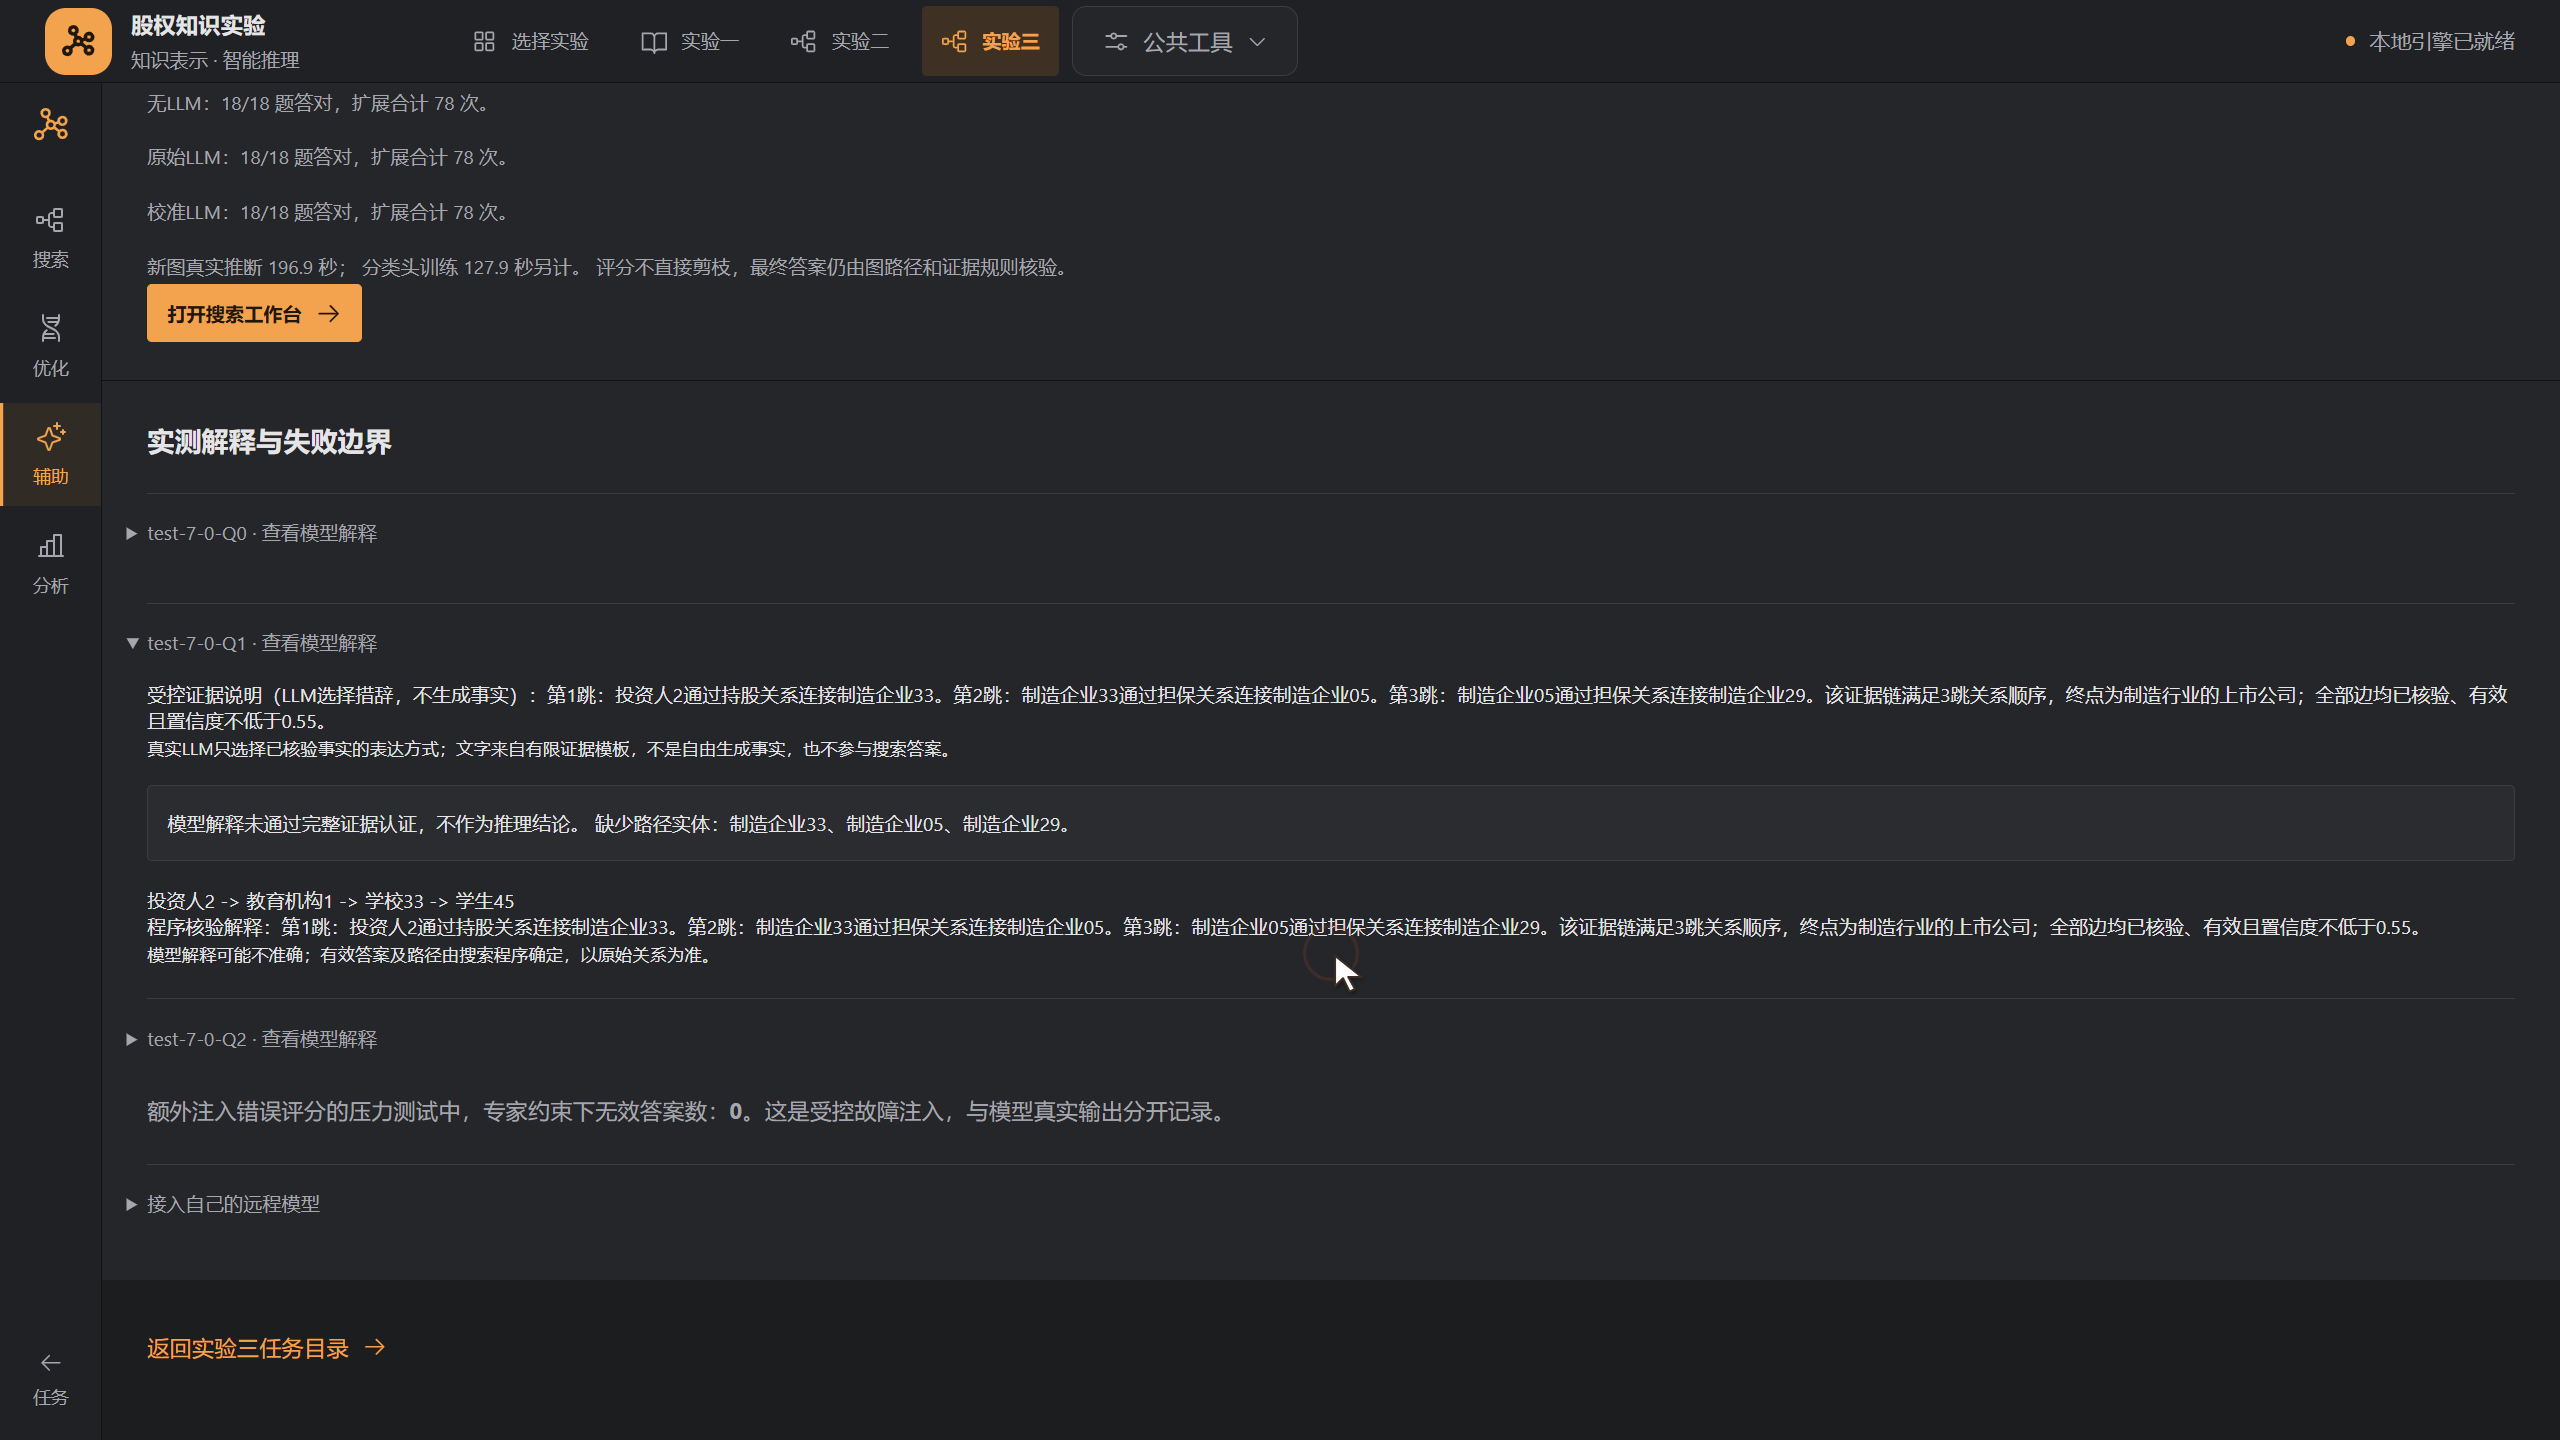 股权知识实验
知识表示 · 智能推理
选择实验
实验一
实验二
实验三
公共工具
本地引擎已就绪
搜索
优化
辅助
分析
任务
无LLM：18/18 题答对，扩展合计 78 次。
原始LLM：18/18 题答对，扩展合计 78 次。
校准LLM：18/18 题答对，扩展合计 78 次。
新图真实推断 196.9 秒； 分类头训练 127.9 秒另计。 评分不直接剪枝，最终答案仍由图路径和证据规则核验。
打开搜索工作台
实测解释与失败边界
test-7-0-Q0 · 查看模型解释
test-7-0-Q1 · 查看模型解释
受控证据说明（LLM选择措辞，不生成事实）：第1跳：投资人2通过持股关系连接制造企业33。第2跳：制造企业33通过担保关系连接制造企业05。第3跳：制造企业05通过担保关系连接制造企业29。该证据链满足3跳关系顺序，终点为制造行业的上市公司；全部边均已核验、有效
且置信度不低于0.55。
真实LLM只选择已核验事实的表达方式；文字来自有限证据模板，不是自由生成事实，也不参与搜索答案。
模型解释未通过完整证据认证，不作为推理结论。 缺少路径实体：制造企业33、制造企业05、制造企业29。
投资人2 -> 教育机构1 -> 学校33 -> 学生45
程序核验解释：第1跳：投资人2通过持股关系连接制造企业33。第2跳：制造企业33通过担保关系连接制造企业05。第3跳：制造企业05通过担保关系连接制造企业29。该证据链满足3跳关系顺序，终点为制造行业的上市公司；全部边均已核验、有效且置信度不低于0.55。
模型解释可能不准确；有效答案及路径由搜索程序确定，以原始关系为准。
test-7-0-Q2 · 查看模型解释
额外注入错误评分的压力测试中，专家约束下无效答案数：0。这是受控故障注入，与模型真实输出分开记录。
接入自己的远程模型
返回实验三任务目录